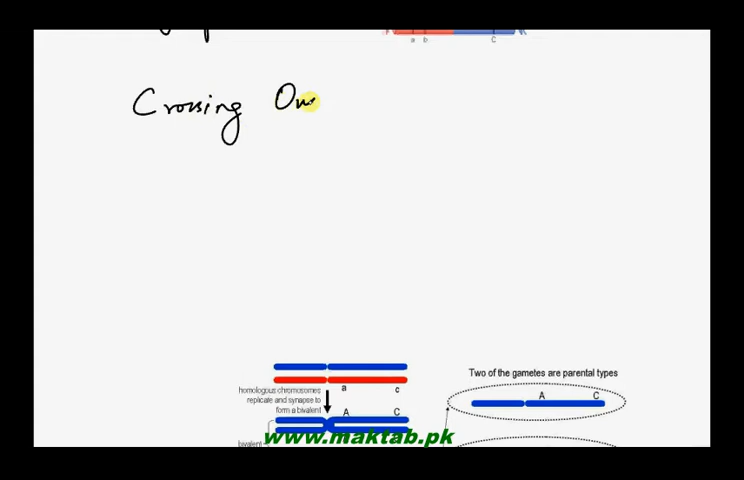 a b C
Crossing Ov
a c
homologous chromosomes
replicate and synapse to
form a bivalent
A C
bivalent
Two of the gametes are parental types
A C
www.maktab.pk